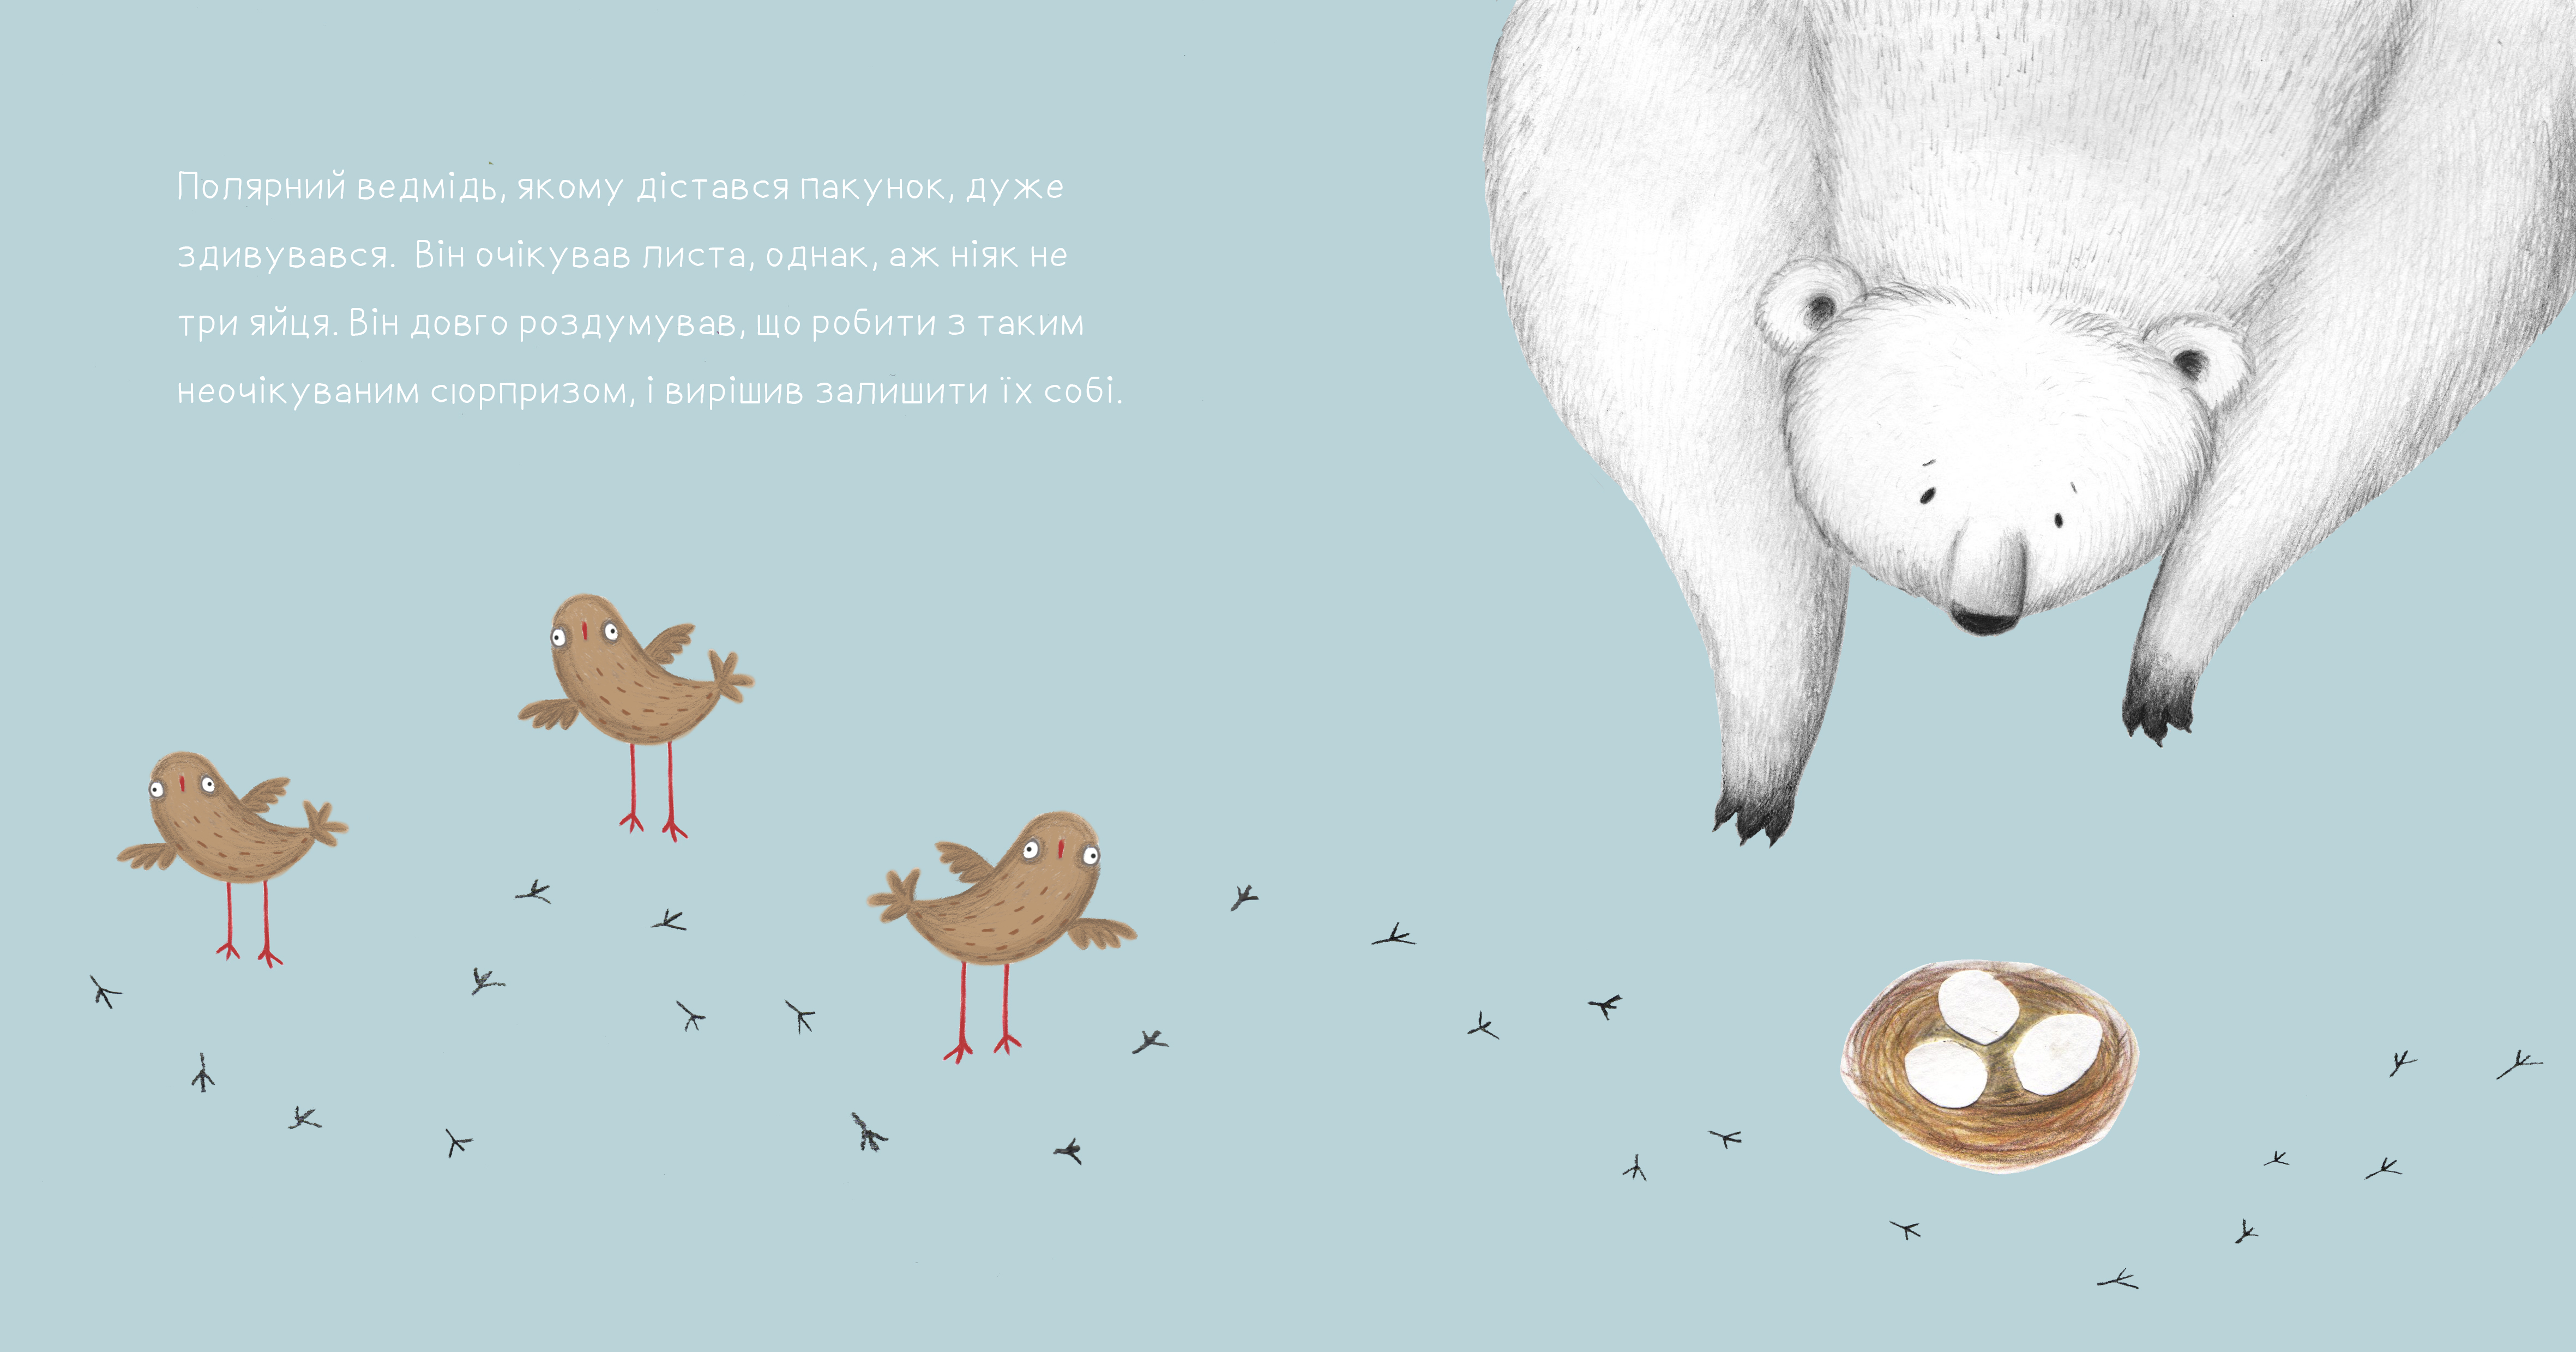 Полярний ведмідь, якому дістався пакунок, дуже
здивувався. Він очікував листа, однак, аж ніяк не
три яйця. Він довго роздумував, що робити з таким
неочікуваним сюрпризом, і вирішив залишити їх собі.